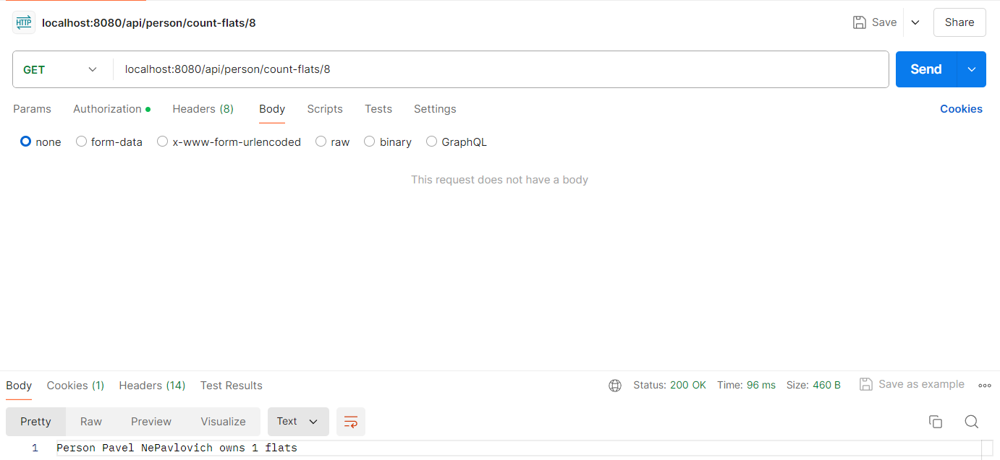 HTTP localhost:8080/api/person/count-flats/8 Save Share
GET localhost:8080/api/person/count-flats/8 Send
Params Authorization Headers (8) Body Scripts Tests Settings Cookies
none form-data x-www-form-urlencoded raw binary GraphQL
This request does not have a body
Body Cookies (1) Headers (14) Test Results Status: 200 OK Time: 96 ms Size: 460 B Save as example
Pretty Raw Preview Visualize Text
1 Person Pavel NePavlovich owns 1 flats